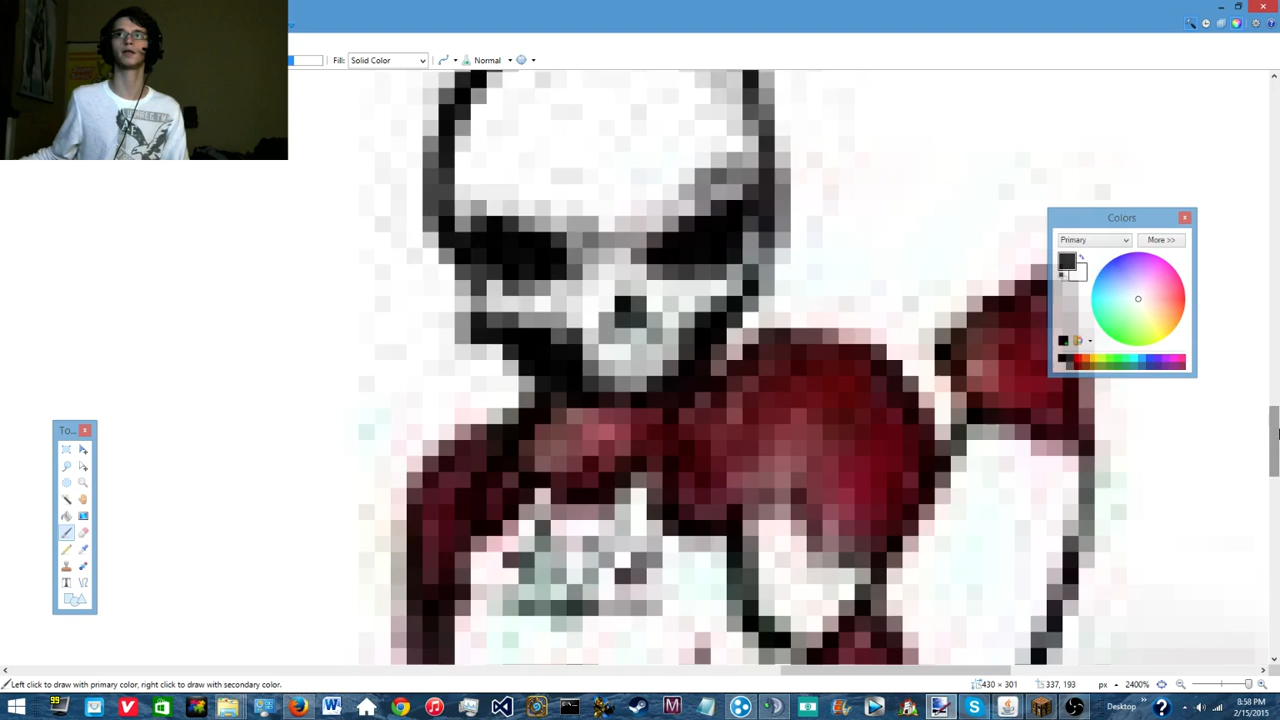 Fill: Solid Color Normal
Colors
Primary More >>
To...
T
Left click to draw with primary color, right click to draw with secondary color. 430 × 301 337, 193 px 2400%
99 Desktop 8:58 PM
2/15/2015